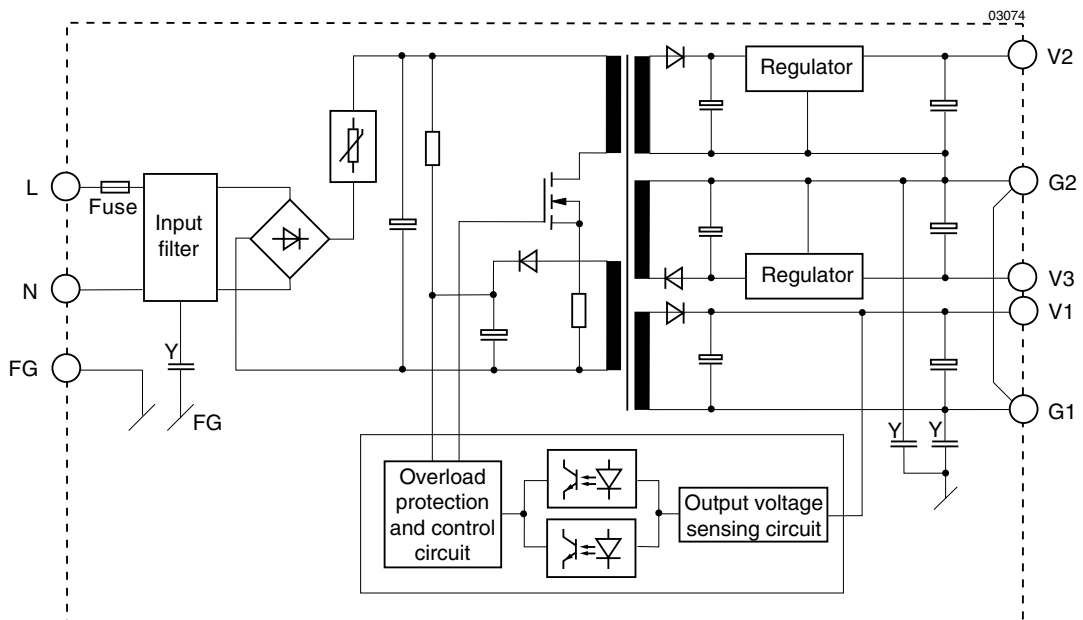 03074
V2
Regulator
L
Fuse
Input
filter
G2
N
Regulator
V3
V1
FG
Y
FG
G1
Y
Y
Overload
protection
and control
circuit
Output voltage
sensing circuit